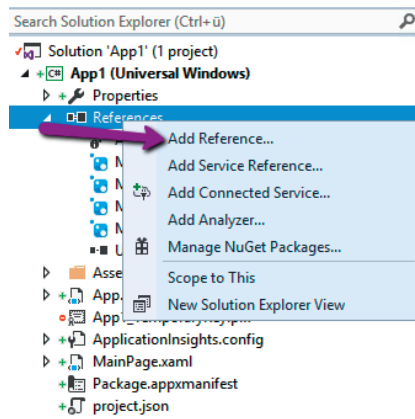 Search Solution Explorer (Ctrl+ü)
Solution 'App1' (1 project)
App1 (Universal Windows)
Properties
References
Add Reference...
Add Service Reference...
Add Connected Service...
Add Analyzer...
Manage NuGet Packages...
Scope to This
Asse
App.
New Solution Explorer View
ApplicationInsights.config
MainPage.xaml
Package.appxmanifest
project.json